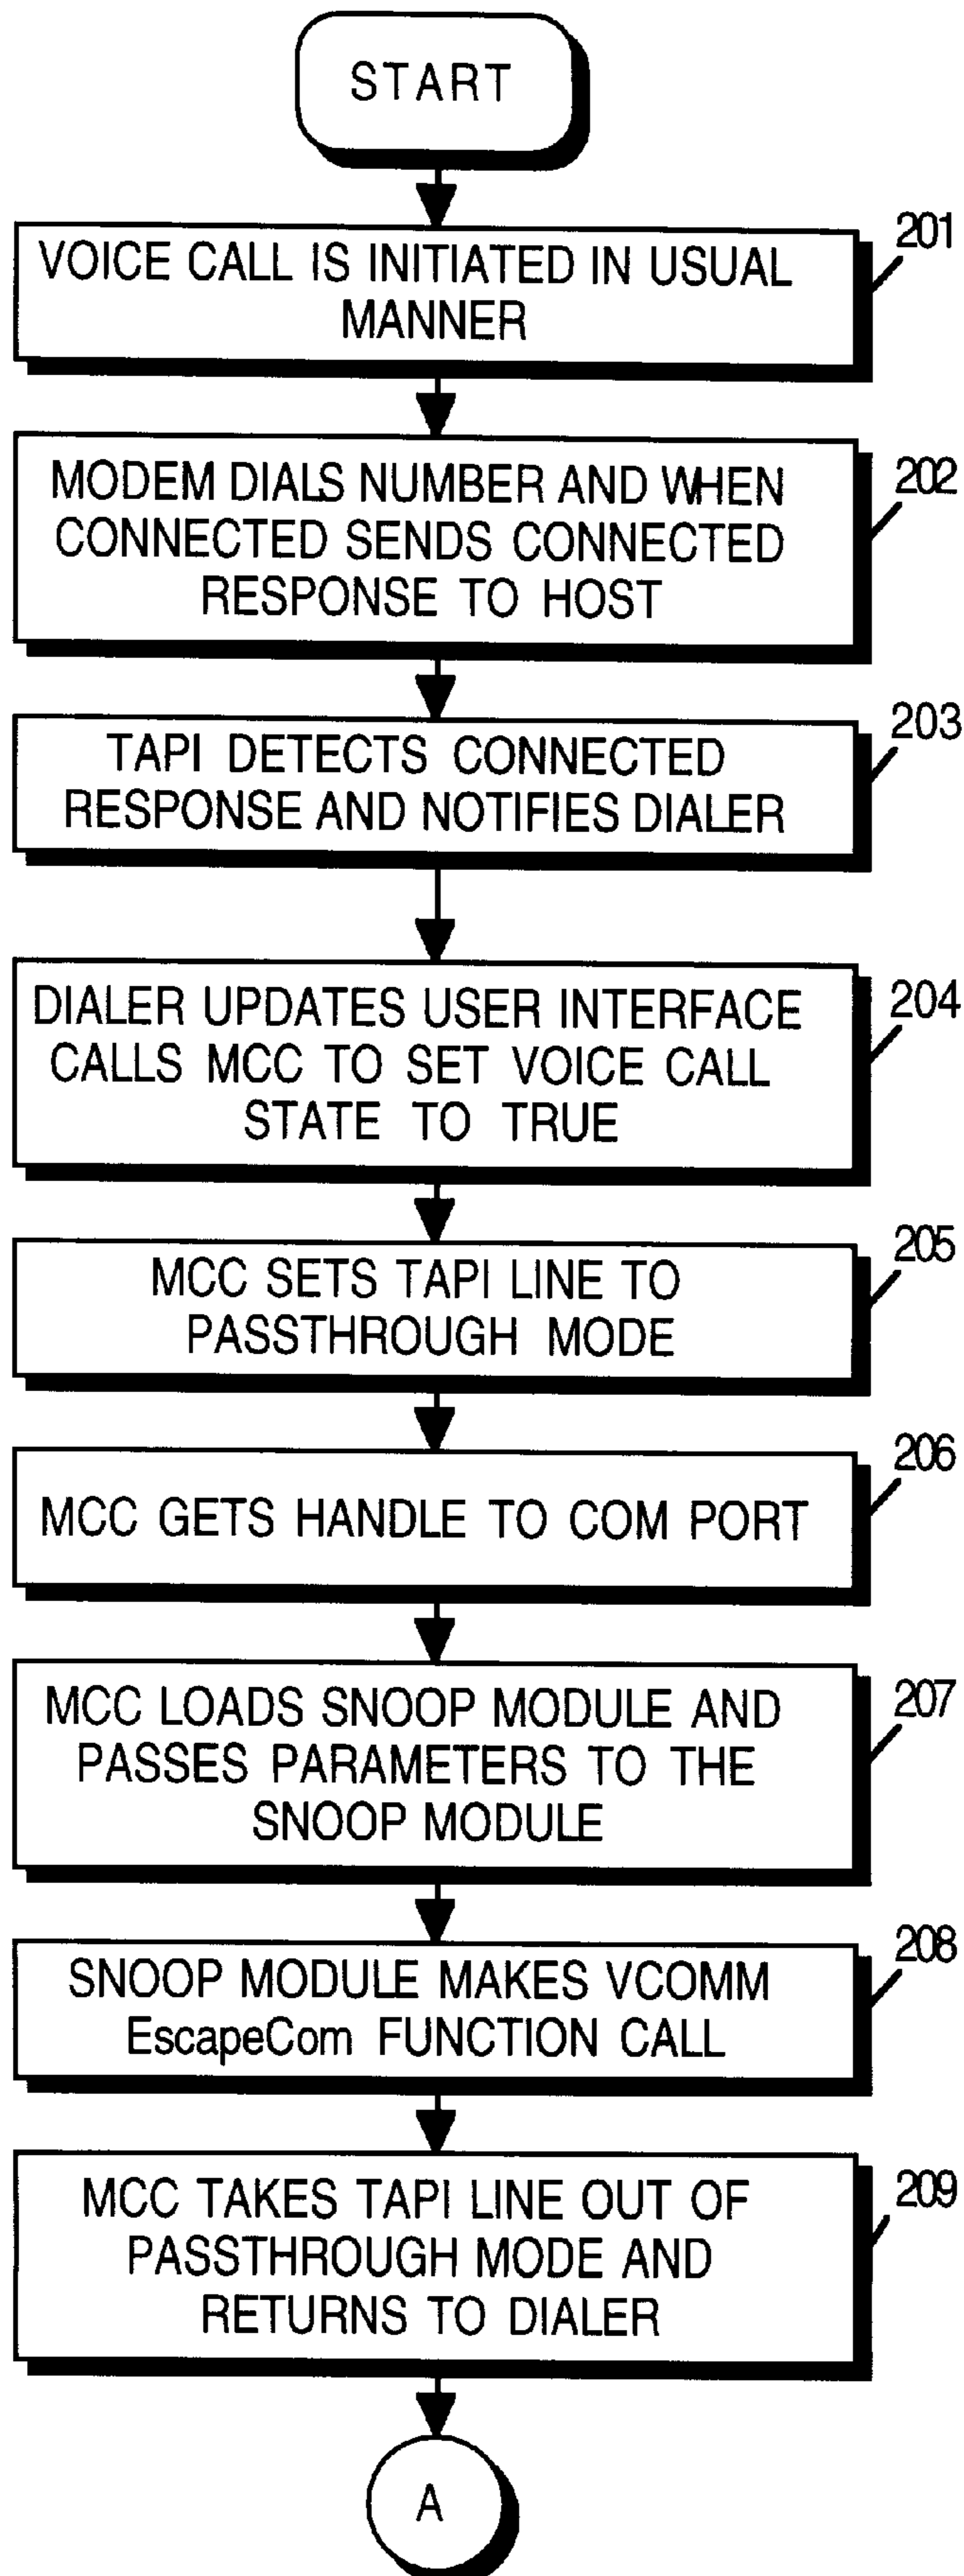 START
201
VOICE CALL IS INITIATED IN USUAL
MANNER
202
MODEM DIALS NUMBER AND WHEN
CONNECTED SENDS CONNECTED
RESPONSE TO HOST
203
TAPI DETECTS CONNECTED
RESPONSE AND NOTIFIES DIALER
204
DIALER UPDATES USER INTERFACE
CALLS MCC TO SET VOICE CALL
STATE TO TRUE
205
MCC SETS TAPI LINE TO
PASSTHROUGH MODE
206
MCC GETS HANDLE TO COM PORT
207
MCC LOADS SNOOP MODULE AND
PASSES PARAMETERS TO THE
SNOOP MODULE
208
SNOOP MODULE MAKES VCOMM
EscapeCom FUNCTION CALL
209
MCC TAKES TAPI LINE OUT OF
PASSTHROUGH MODE AND
RETURNS TO DIALER
A